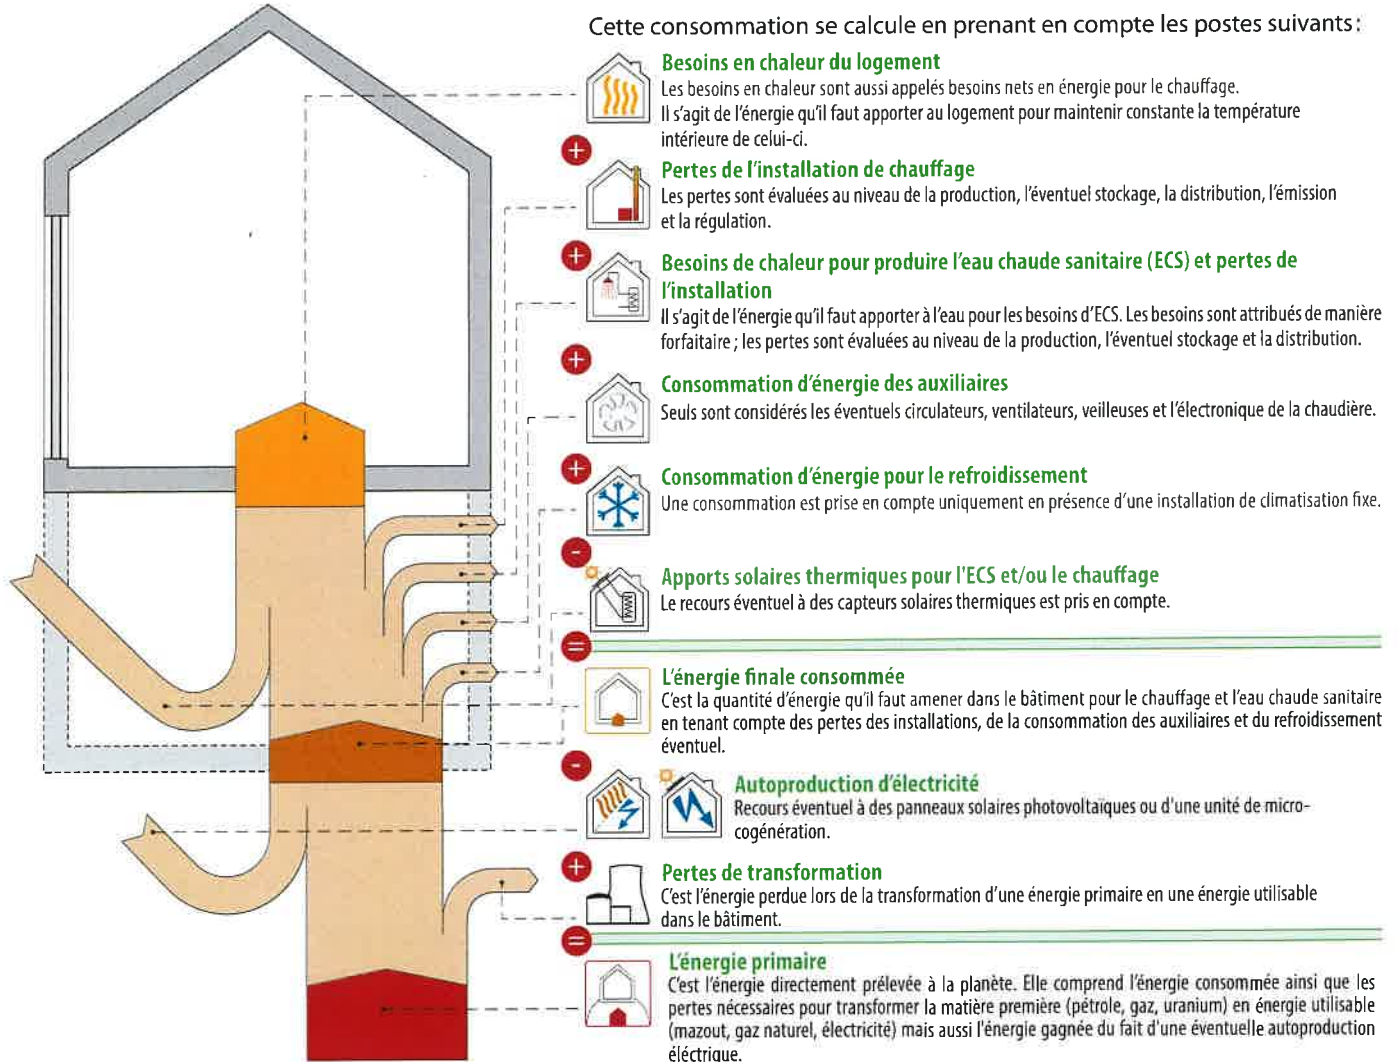 Cette consommation se calcule en prenant en compte les postes suivants :
Besoins en chaleur du logement
Les besoins en chaleur sont aussi appelés besoins nets en énergie pour le chauffage.
Il s'agit de l'énergie qu'il faut apporter au logement pour maintenir constante la température
intérieure de celui-ci.
+
Pertes de l'installation de chauffage
Les pertes sont évaluées au niveau de la production, l'éventuel stockage, la distribution, l'émission
et la régulation.
+
Besoins de chaleur pour produire l'eau chaude sanitaire (ECS) et pertes de
l'installation
Il s'agit de l'énergie qu'il faut apporter à l'eau pour les besoins d'ECS. Les besoins sont attribués de manière
forfaitaire ; les pertes sont évaluées au niveau de la production, l'éventuel stockage et la distribution.
+
Consommation d'énergie des auxiliaires
Seuls sont considérés les éventuels circulateurs, ventilateurs, veilleuses et l'électronique de la chaudière.
+
Consommation d'énergie pour le refroidissement
Une consommation est prise en compte uniquement en présence d'une installation de climatisation fixe.
-
Apports solaires thermiques pour l'ECS et/ou le chauffage
Le recours éventuel à des capteurs solaires thermiques est pris en compte.
=
L'énergie finale consommée
C'est la quantité d'énergie qu'il faut amener dans le bâtiment pour le chauffage et l'eau chaude sanitaire
en tenant compte des pertes des installations, de la consommation des auxiliaires et du refroidissement
éventuel.
-
Autoproduction d'électricité
Recours éventuel à des panneaux solaires photovoltaïques ou d'une unité de micro-
cogénération.
+
Pertes de transformation
C'est l'énergie perdue lors de la transformation d'une énergie primaire en une énergie utilisable
dans le bâtiment.
=
L'énergie primaire
C'est l'énergie directement prélevée à la planète. Elle comprend l'énergie consommée ainsi que les
pertes nécessaires pour transformer la matière première (pétrole, gaz, uranium) en énergie utilisable
(mazout, gaz naturel, électricité) mais aussi l'énergie gagnée du fait d'une éventuelle autoproduction
éléctrique.